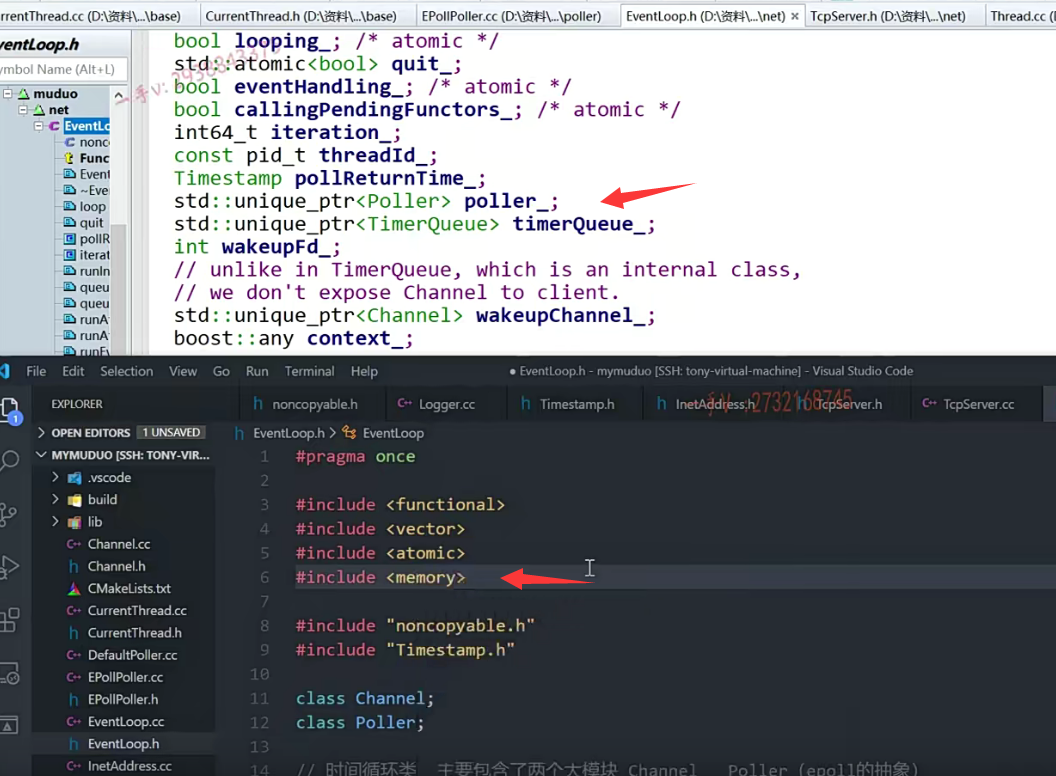 rrentThread.cc (D:\资料\...\base)
CurrentThread.h (D:\资料\...\base)
EPollPoller.cc (D:\资料\...\poller)
EventLoop.h (D:\资料\...\net) ×
TcpServer.h (D:\资料\...\net)
Thread.cc (D
ventLoop.h
ymbol Name (Alt+L)
muduo
net
EventLo
nonco
Func
Event
~Eve
loop
quit
pollR
iterat
runIn
queu
queu
runA
runA
runEv
bool looping_; /* atomic */
std::atomic<bool> quit_;
bool eventHandling_; /* atomic */
bool callingPendingFunctors_; /* atomic */
int64_t iteration_;
const pid_t threadId_;
Timestamp pollReturnTime_;
std::unique_ptr<Poller> poller_;
std::unique_ptr<TimerQueue> timerQueue_;
int wakeupFd_;
// unlike in TimerQueue, which is an internal class,
// we don't expose Channel to client.
std::unique_ptr<Channel> wakeupChannel_;
boost::any context_;
File Edit Selection View Go Run Terminal Help
● EventLoop.h - mymuduo [SSH: tony-virtual-machine] - Visual Studio Code
1
EXPLORER
OPEN EDITORS 1 UNSAVED
MYMUDUO [SSH: TONY-VIR...
.vscode
build
lib
Channel.cc
Channel.h
CMakeLists.txt
CurrentThread.cc
CurrentThread.h
DefaultPoller.cc
EPollPoller.cc
EPollPoller.h
EventLoop.cc
EventLoop.h
InetAddress.cc
noncopyable.h
Logger.cc
Timestamp.h
InetAddress.h
TcpServer.h
TcpServer.cc
EventLoop.h > EventLoop
1 #pragma once
2
3 #include <functional>
4 #include <vector>
5 #include <atomic>
6 #include <memory>
7
8 #include "noncopyable.h"
9 #include "Timestamp.h"
10
11 class Channel;
12 class Poller;
13
14 // 时间循环类 主要包含了两个大模块 Channel Poller (epoll的抽象)